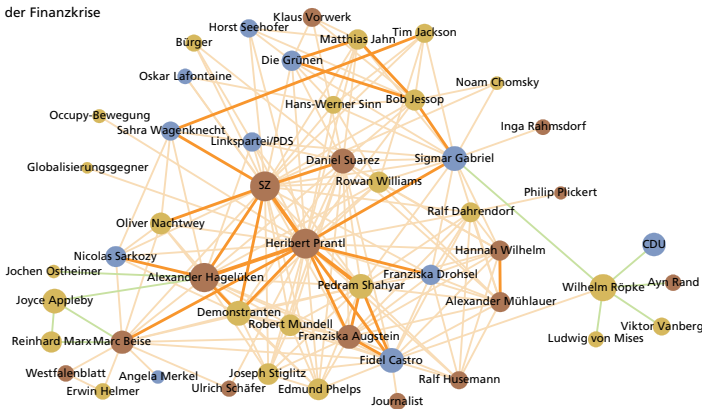 der Finanzkrise
Klaus Vorwerk
Horst Seehofer
Tim Jackson
Matthias Jahn
Bürger
Die Grünen
Oskar Lafontaine
Noam Chomsky
Hans-Werner Sinn
Bob Jessop
Occupy-Bewegung
Inga Rahmsdorf
Sahra Wagenknecht
Linkspartei/PDS
Daniel Suarez
Sigmar Gabriel
Globalisierungsgegner
SZ
Rowan Williams
Philip Plickert
Ralf Dahrendorf
Oliver Nachtwey
Heribert Prantl
CDU
Hannah Wilhelm
Nicolas Sarkozy
Jochen Ostheimer
Alexander Hagelüken
Franziska Drohsel
Pedram Shahyar
Wilhelm Röpke
Ayn Rand
Joyce Appleby
Alexander Mühlauer
Demonstranten
Robert Mundell
Viktor Vanberg
Reinhard Marx
Marc Beise
Franziska Augstein
Ludwig von Mises
Fidel Castro
Westfalenblatt
Angela Merkel
Joseph Stiglitz
Ralf Husemann
Erwin Helmer
Ulrich Schäfer
Edmund Phelps
Journalist